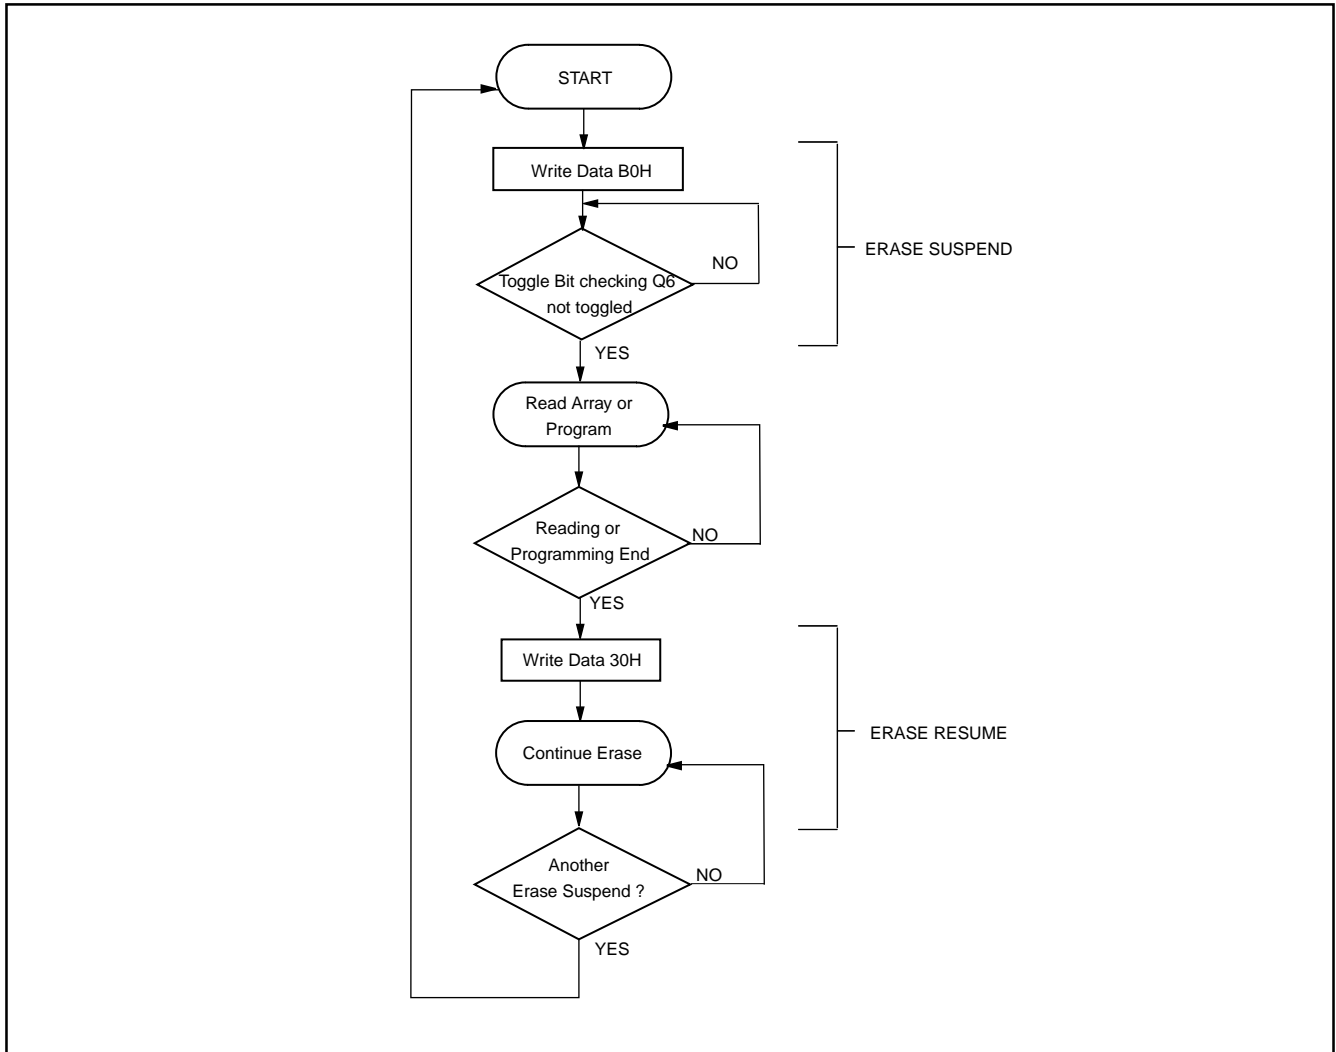 START
Write Data B0H
ERASE SUSPEND
NO
Toggle Bit checking Q6
not toggled
YES
Read Array or
Program
Reading or
NO
Programming End
YES
Write Data 30H
ERASE RESUME
Continue Erase
Another
NO
Erase Suspend ?
YES